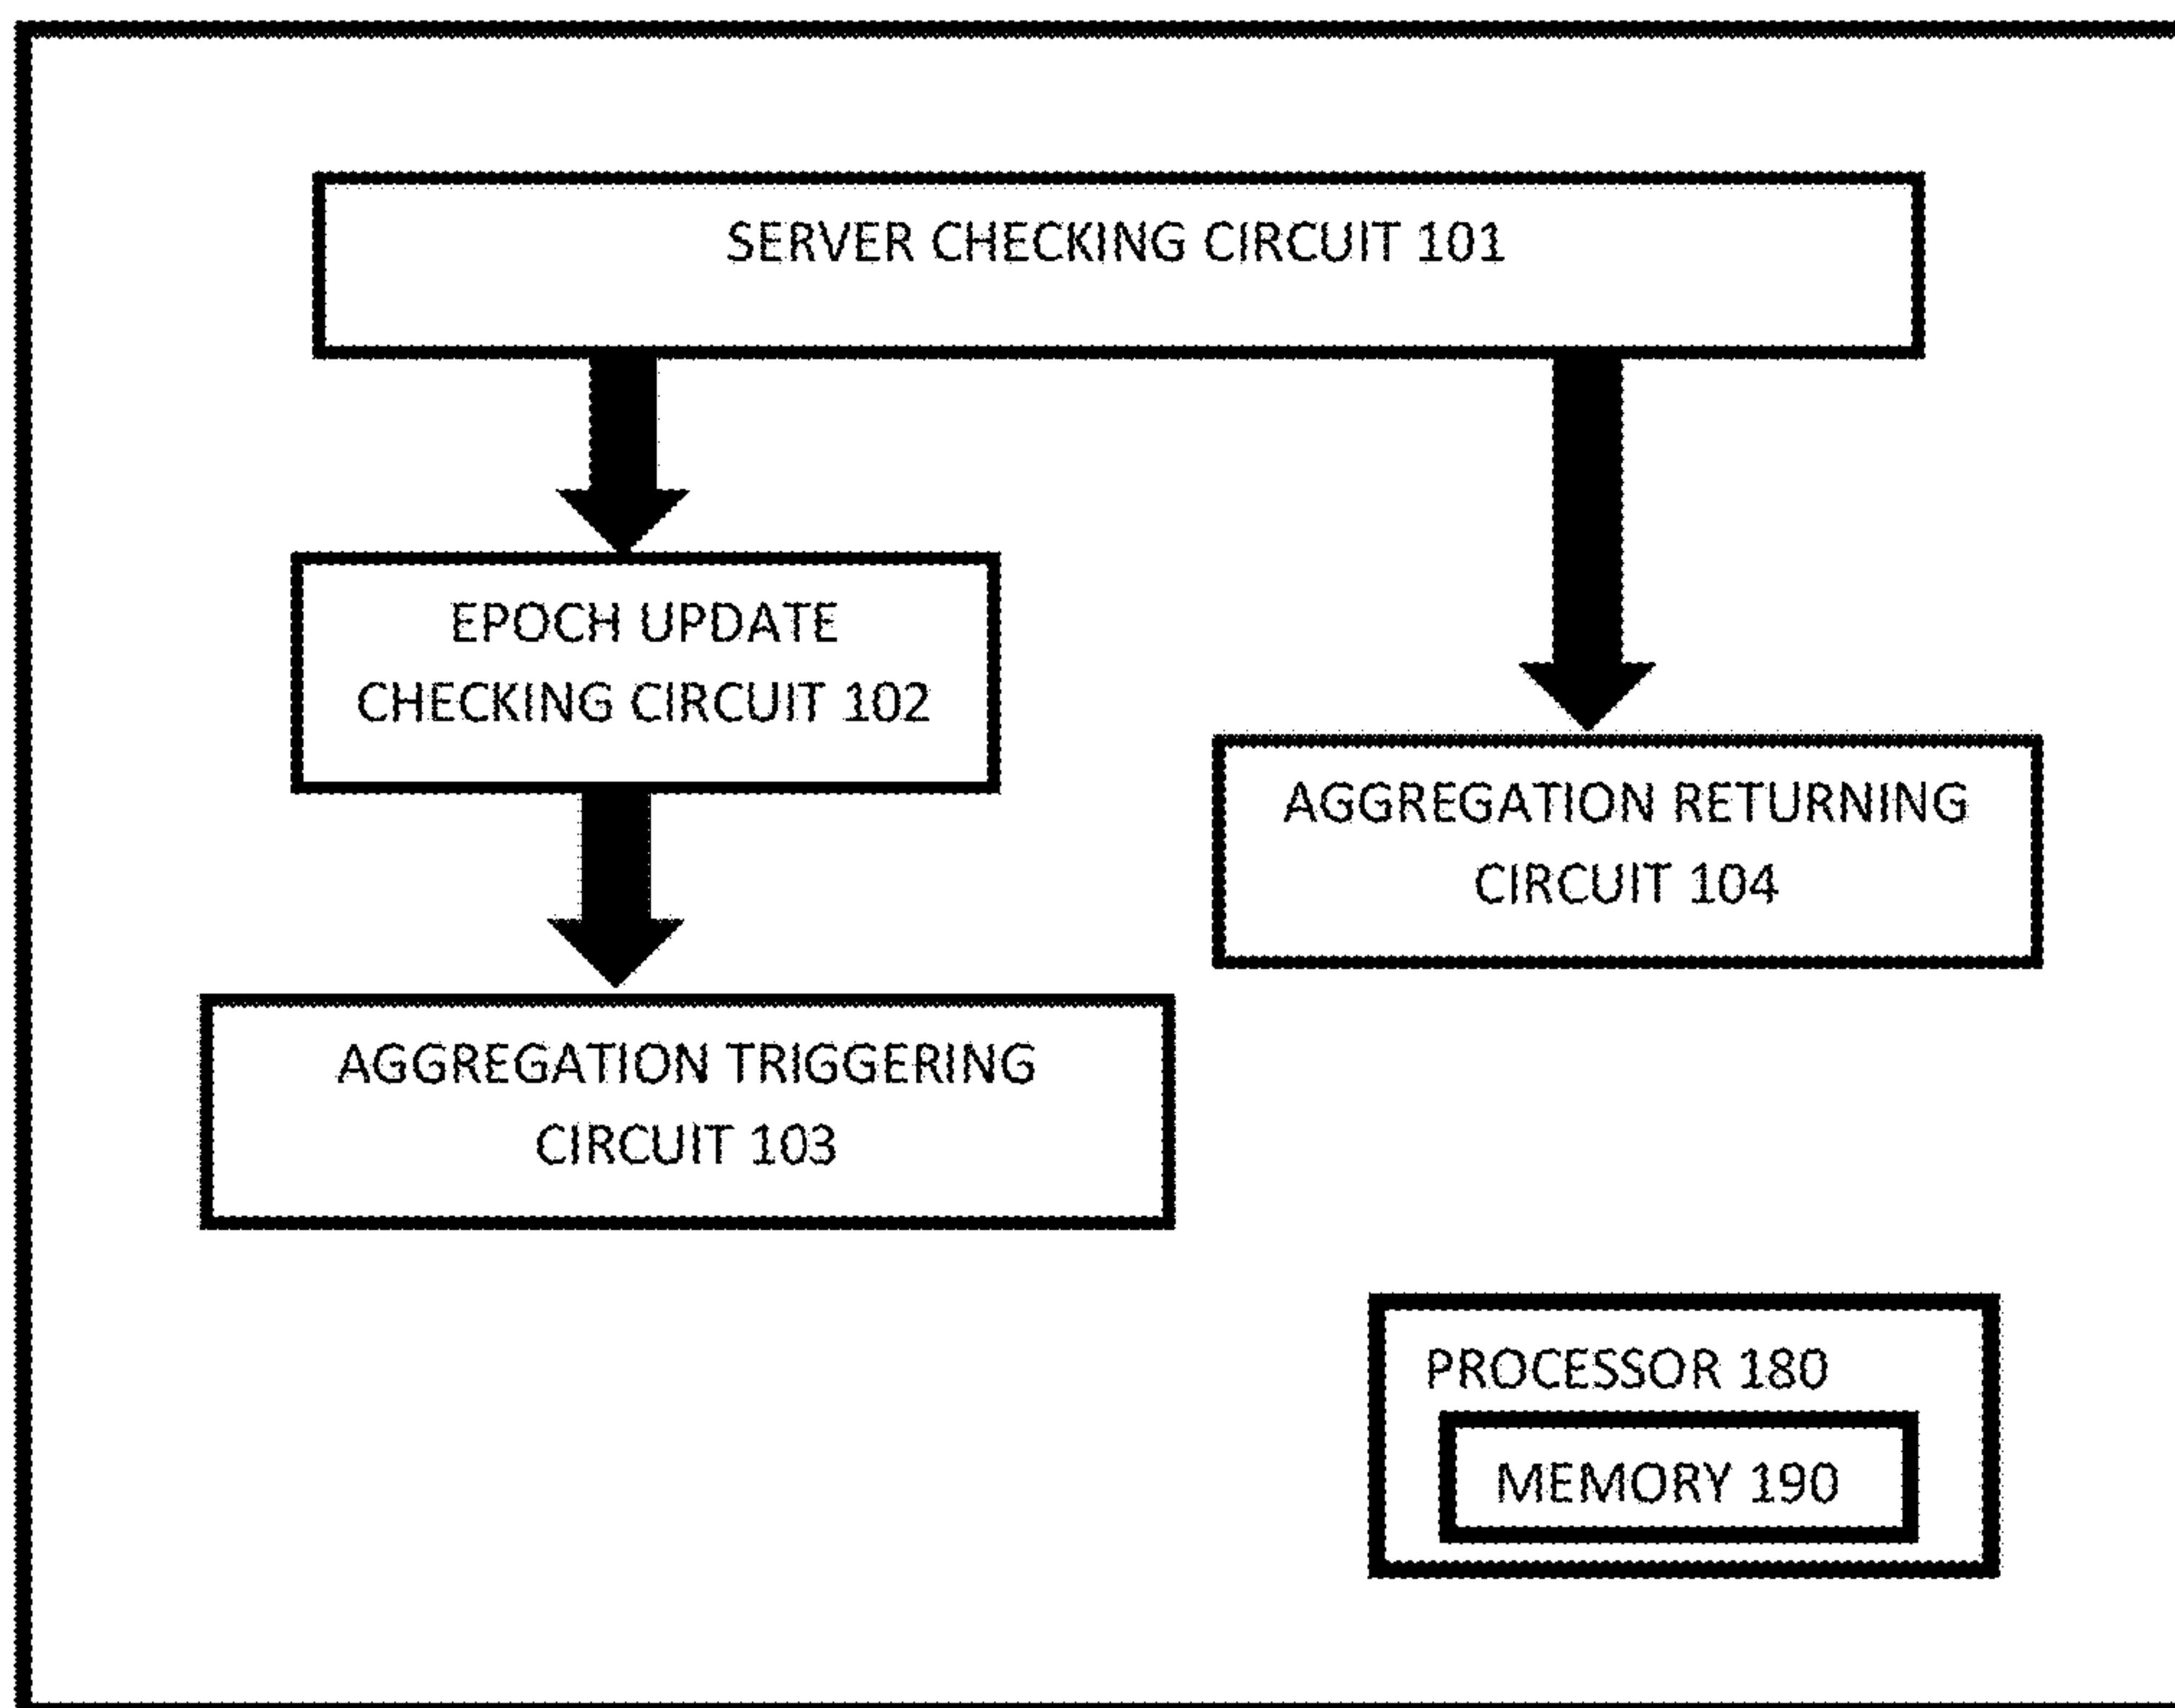 SERVER CHECKING CIRCUIT 101
EPOCH UPDATE
CHECKING CIRCUIT 102
AGGREGATION RETURNING
CIRCUIT 104
AGGREGATION TRIGGERING
CIRCUIT 103
PROCESSOR 180
MEMORY 190